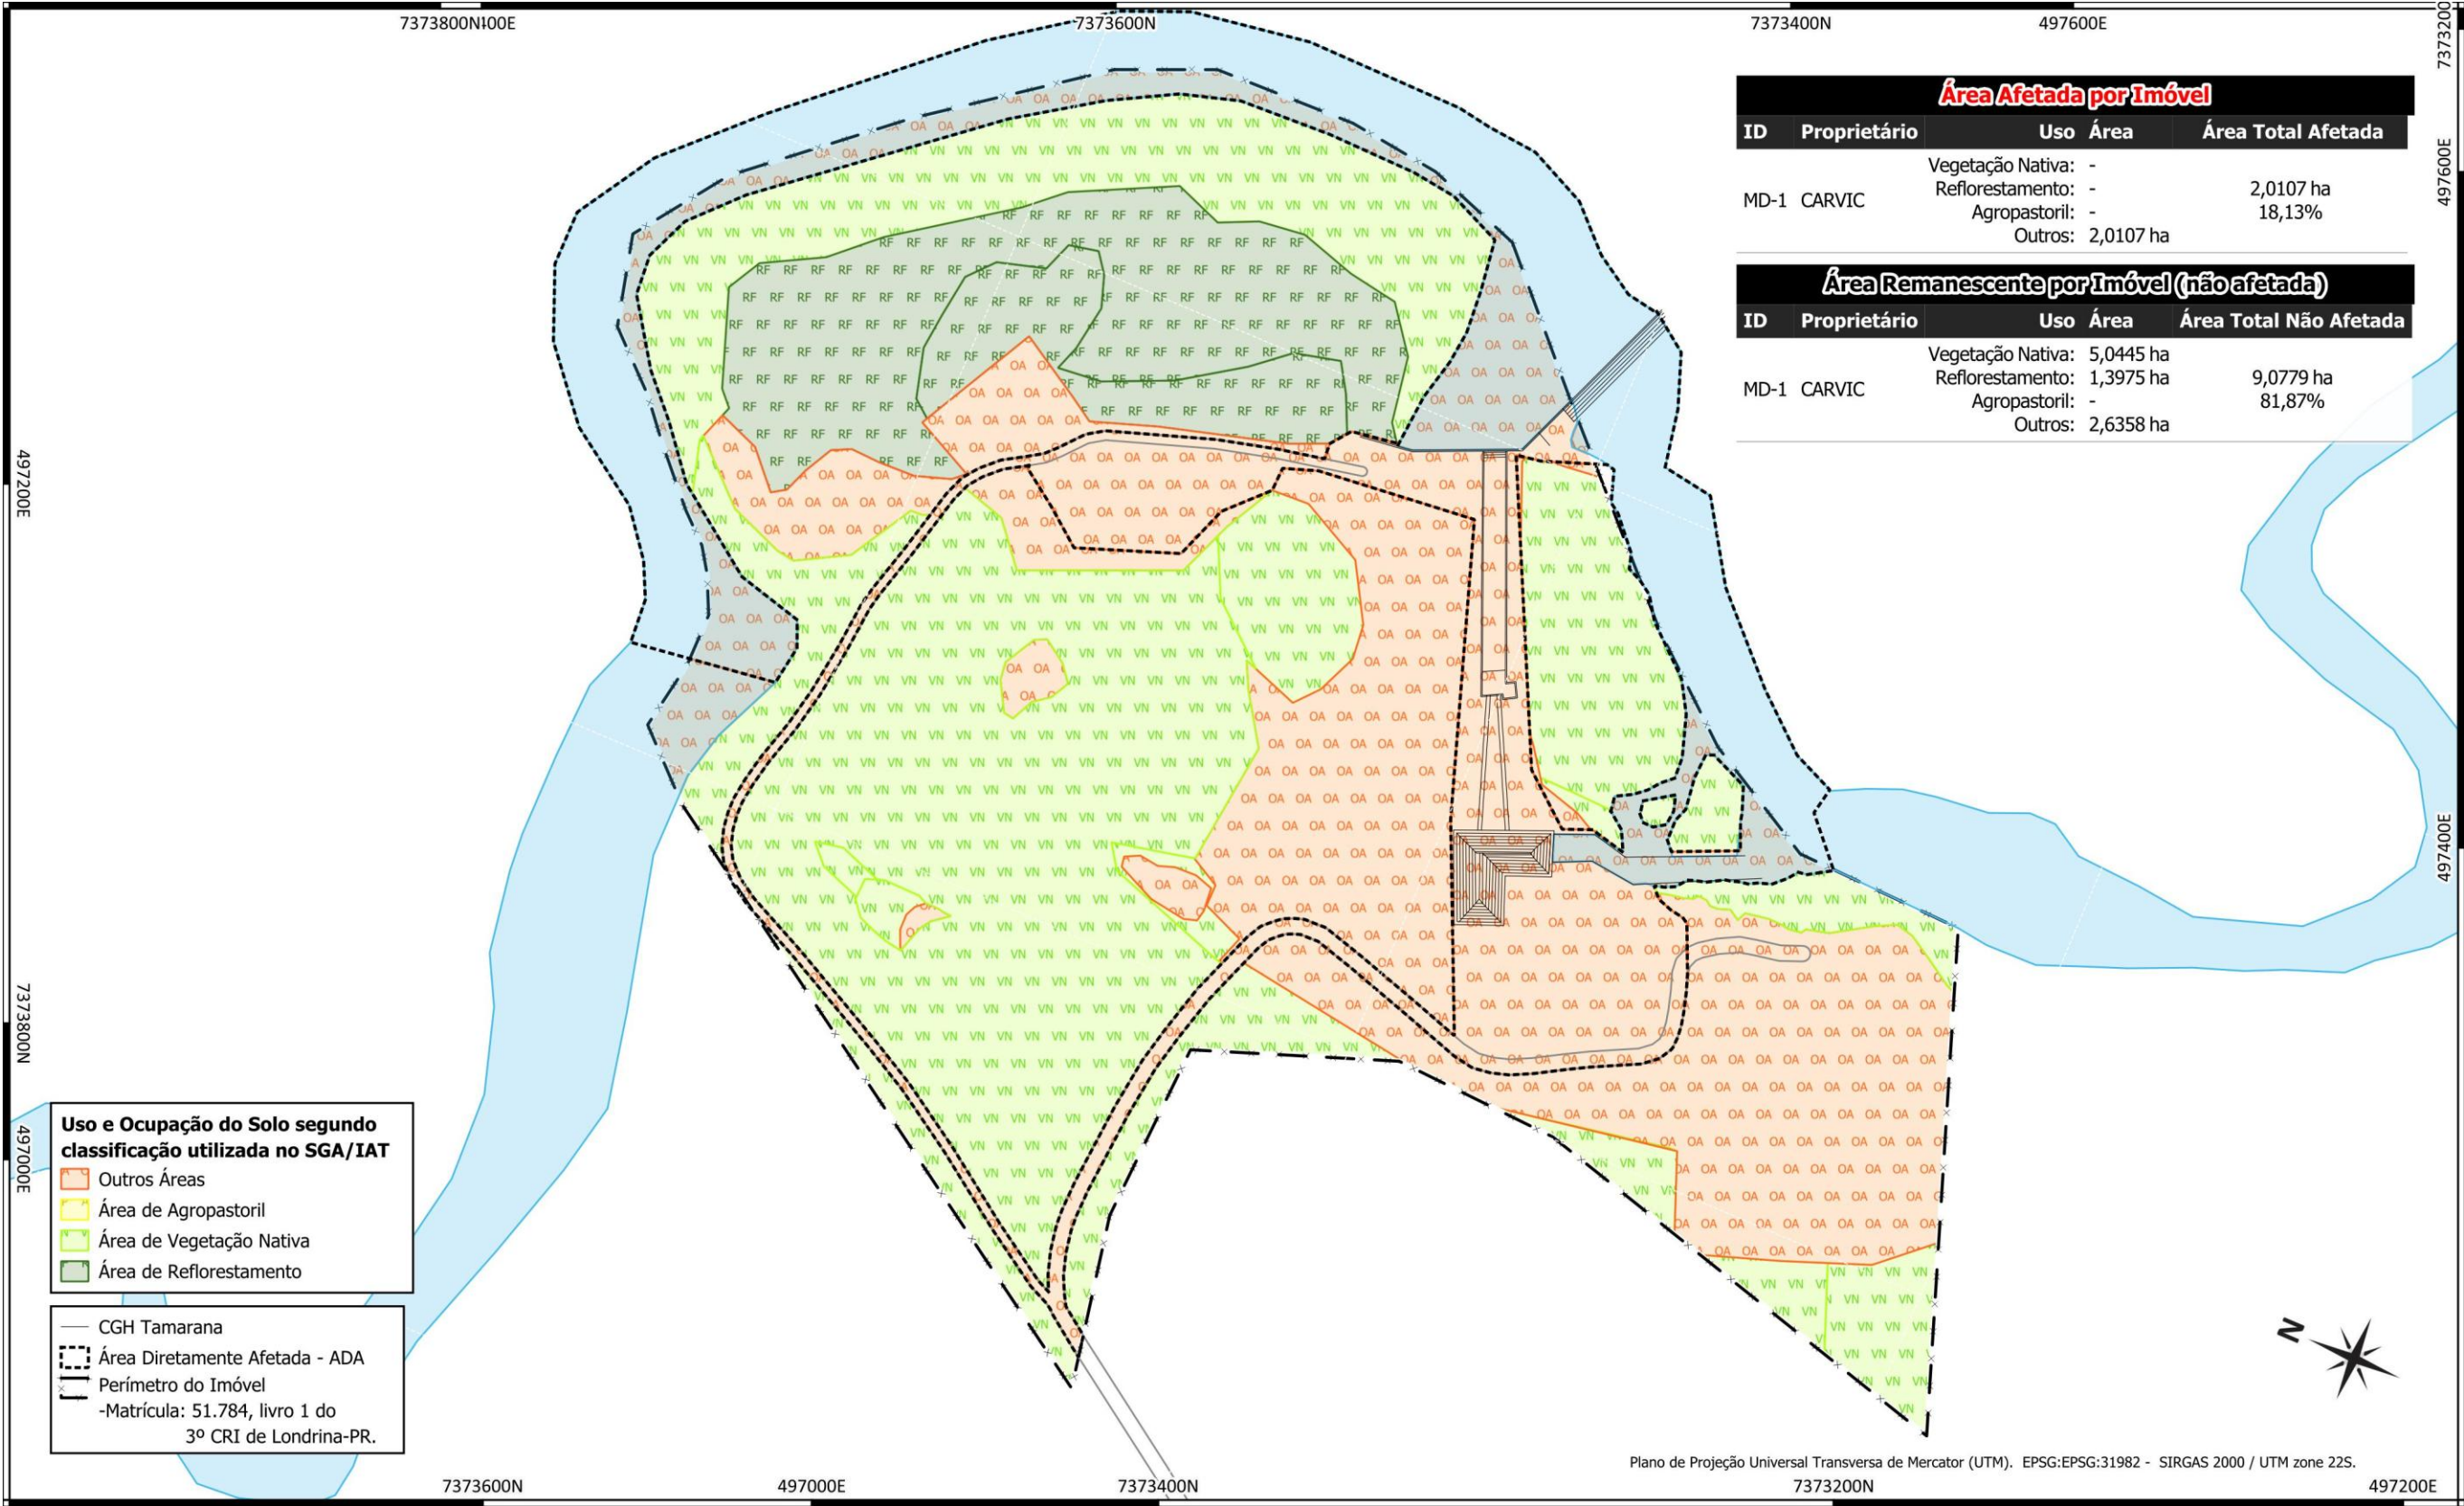 7373800N
400E
7373600N
7373400N
497600E
7373200
497600E
Área Afetada por Imóvel
ID Proprietário Uso Área Área Total Afetada
Vegetação Nativa: -
Reflorestamento: - 2,0107 ha
MD-1 CARVIC
Agropastoril: - 18,13%
Outros: 2,0107 ha
Área Remanescente por Imóvel (não afetada)
ID Proprietário Uso Área Área Total Não Afetada
Vegetação Nativa: 5,0445 ha
Reflorestamento: 1,3975 ha 9,0779 ha
MD-1 CARVIC
Agropastoril: - 81,87%
Outros: 2,6358 ha
497200E
7373800N
497000E
497400E
OA
VN
RF
Uso e Ocupação do Solo segundo
classificação utilizada no SGA/IAT
Outros Áreas
Área de Agropastoril
Área de Vegetação Nativa
Área de Reflorestamento
CGH Tamarana
Área Diretamente Afetada - ADA
Perímetro do Imóvel
-Matrícula: 51.784, livro 1 do
3º CRI de Londrina-PR.
N
Plano de Projeção Universal Transversa de Mercator (UTM). EPSG:EPSG:31982 - SIRGAS 2000 / UTM zone 22S.
7373600N
497000E
7373400N
7373200N
497200E